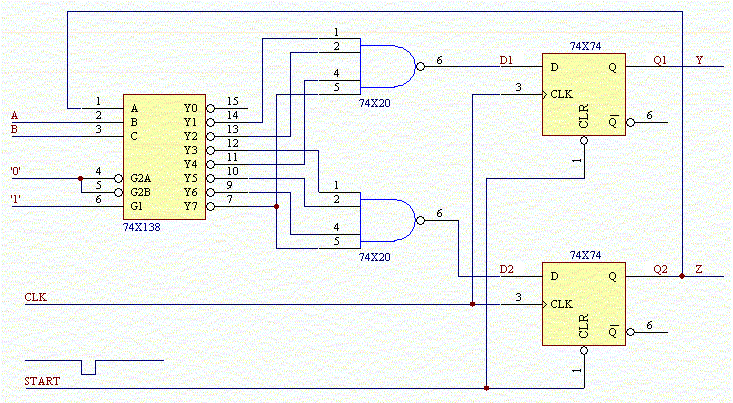 1
2
4
5
6
74X20
D1
74X74
D Q
3 CLK
CLR
Q 6
1
Q1 Y
1 A Y0 15
A 2 B Y1 14
B 3 C Y2 13
Y3 12
Y4 11
'0' 4 G2A Y5 10
5 G2B Y6 9
'1' 6 G1 Y7 7
74X138
1
2
4
5
6
74X20
D2
74X74
D Q
3 CLK
CLR
Q 6
1
Q2 Z
CLK
START